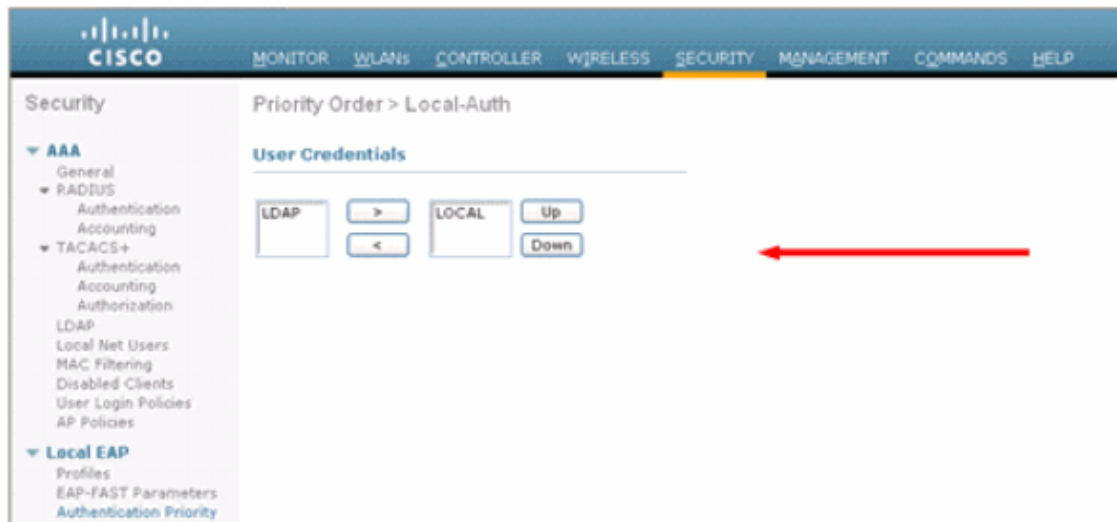 CISCO
MONITOR WLANs CONTROLLER WIRELESS SECURITY MANAGEMENT COMMANDS HELP
Security
AAA
General
RADIUS
Authentication
Accounting
TACACS+
Authentication
Accounting
Authorization
LDAP
Local Net Users
MAC Filtering
Disabled Clients
User Login Policies
AP Policies
Local EAP
Profiles
EAP-FAST Parameters
Authentication Priority
Priority Order > Local-Auth
User Credentials
LDAP > LOCAL Up
< Down